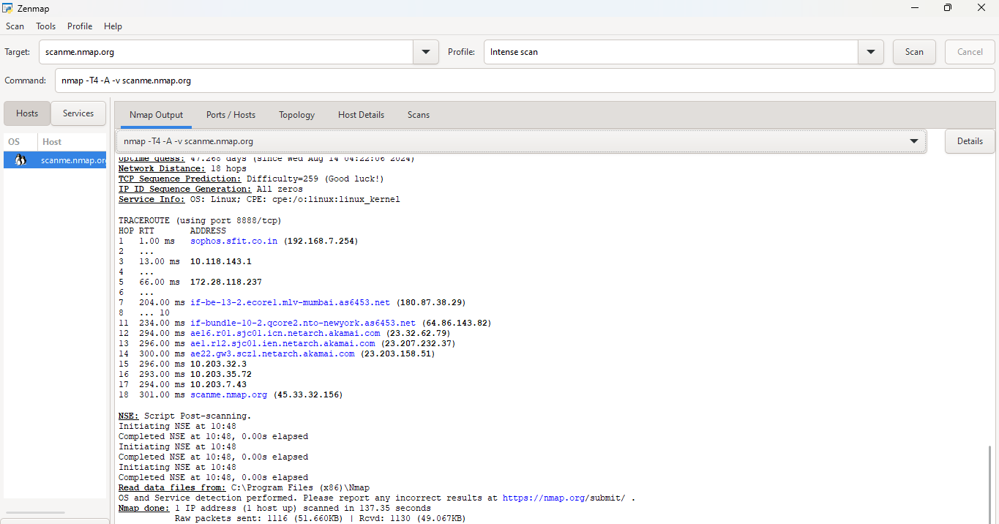 Zenmap
Scan Tools Profile Help
Target: scanme.nmap.org Profile: Intense scan Scan Cancel
Command: nmap -T4 -A -v scanme.nmap.org
Hosts Services
OS Host
scanme.nmap.or
Nmap Output Ports / Hosts Topology Host Details Scans
nmap -T4 -A -v scanme.nmap.org Details
Uptime guess: 47.268 days (since Wed Aug 14 04:22:06 2024)
Network Distance: 18 hops
TCP Sequence Prediction: Difficulty=259 (Good luck!)
IP ID Sequence Generation: All zeros
Service Info: OS: Linux; CPE: cpe:/o:linux:linux_kernel
TRACEROUTE (using port 8888/tcp)
HOP RTT ADDRESS
1 1.00 ms sophos.sfit.co.in (192.168.7.254)
2 ...
3 13.00 ms 10.118.143.1
4 ...
5 66.00 ms 172.28.118.237
6 ...
7 204.00 ms if-be-13-2.ecore1.mlv-mumbai.as6453.net (180.87.38.29)
8 ... 10
11 234.00 ms if-bundle-10-2.qcore2.nto-newyork.as6453.net (64.86.143.82)
12 294.00 ms ae16.r01.sjc01.icn.netarch.akamai.com (23.32.62.79)
13 296.00 ms ae1.r12.sjc01.ien.netarch.akamai.com (23.207.232.37)
14 300.00 ms ae22.gw3.scz1.netarch.akamai.com (23.203.158.51)
15 296.00 ms 10.203.32.3
16 293.00 ms 10.203.35.72
17 294.00 ms 10.203.7.43
18 301.00 ms scanme.nmap.org (45.33.32.156)
NSE: Script Post-scanning.
Initiating NSE at 10:48
Completed NSE at 10:48, 0.00s elapsed
Initiating NSE at 10:48
Completed NSE at 10:48, 0.00s elapsed
Initiating NSE at 10:48
Completed NSE at 10:48, 0.00s elapsed
Read data files from: C:\Program Files (x86)\Nmap
OS and Service detection performed. Please report any incorrect results at https://nmap.org/submit/ .
Nmap done: 1 IP address (1 host up) scanned in 137.35 seconds
Raw packets sent: 1116 (51.660KB) | Rcvd: 1130 (49.067KB)